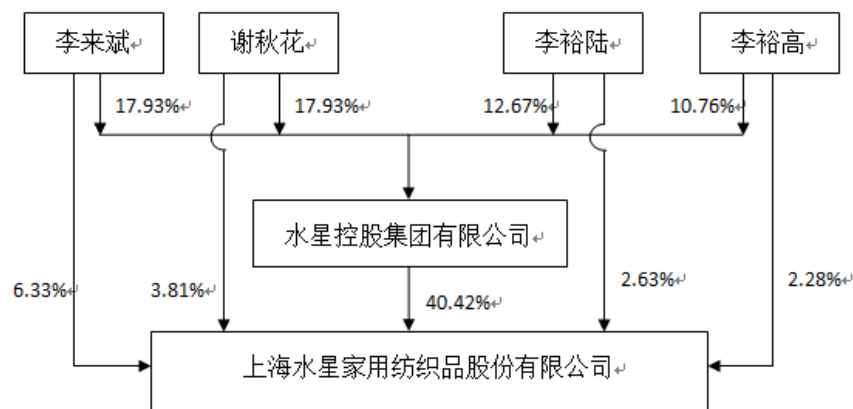 李来斌
谢秋花
李裕陆
李裕高
17.93%
17.93%
12.67%
10.76%
水星控股集团有限公司
6.33%
3.81%
40.42%
2.63%
2.28%
上海水星家用纺织品股份有限公司